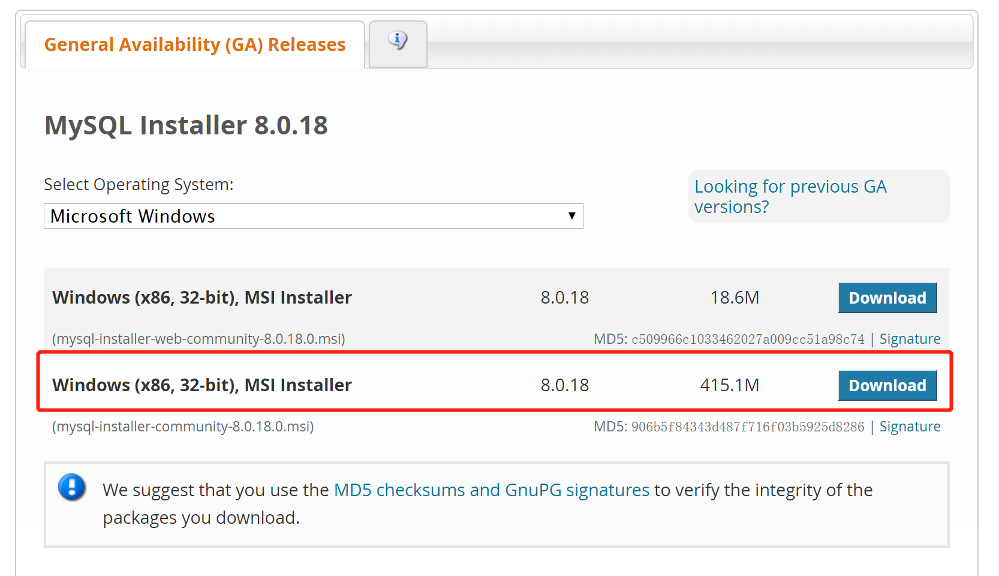 General Availability (GA) Releases
MySQL Installer 8.0.18
Select Operating System:
Microsoft Windows
Looking for previous GA
versions?
Windows (x86, 32-bit), MSI Installer 8.0.18 18.6M Download
(mysql-installer-web-community-8.0.18.0.msi) MD5: c509966c1033462027a009cc51a98c74 | Signature
Windows (x86, 32-bit), MSI Installer 8.0.18 415.1M Download
(mysql-installer-community-8.0.18.0.msi) MD5: 906b5f84343d487f716f03b5925d8286 | Signature
We suggest that you use the MD5 checksums and GnuPG signatures to verify the integrity of the
packages you download.